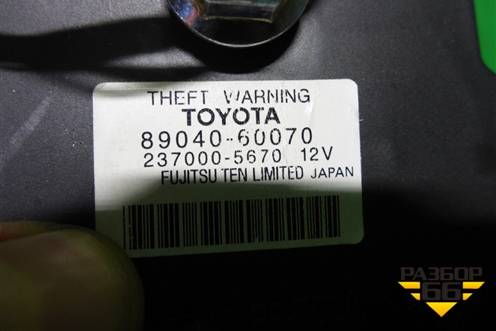 THEFT WARNING
TOYOTA
89040-60070
237000-5670 12V
FUJITSU TEN LIMITED JAPAN
РАЗБОР
66